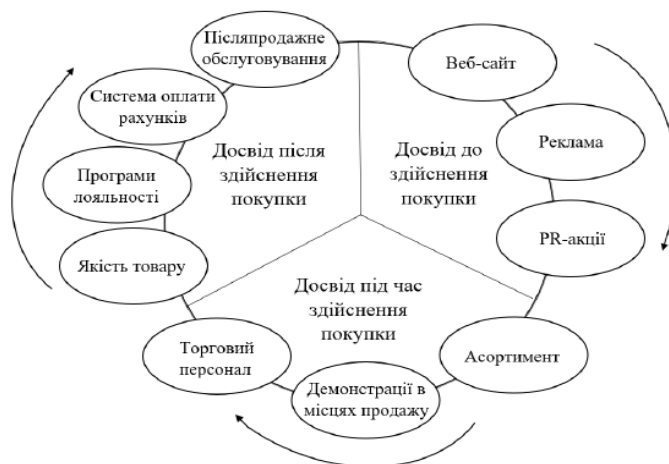 Післяпродажне
обслуговування
Веб-сайт
Система оплати
рахунків
Реклама
Досвід після
здійснення
покупки
Досвід до
здійснення
покупки
Програми
лояльності
PR-акції
Якість товару
Досвід під час
здійснення
покупки
Торговий
персонал
Асортимент
Демонстрації в
місцях продажу